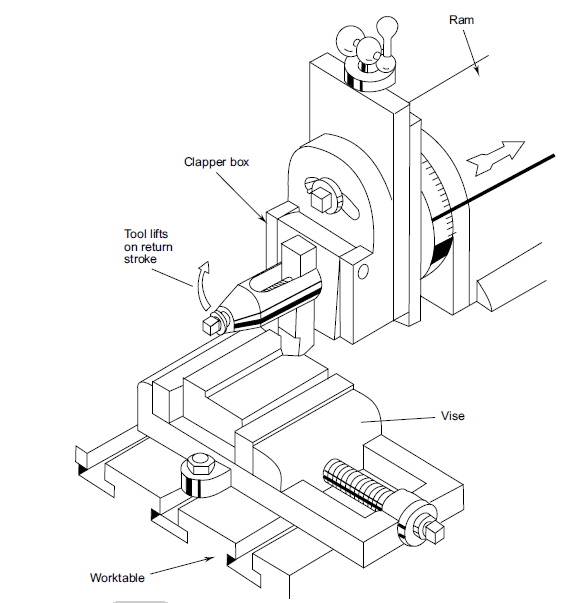 Ram
Clapper box
Tool lifts
on return
stroke
Vise
Worktable